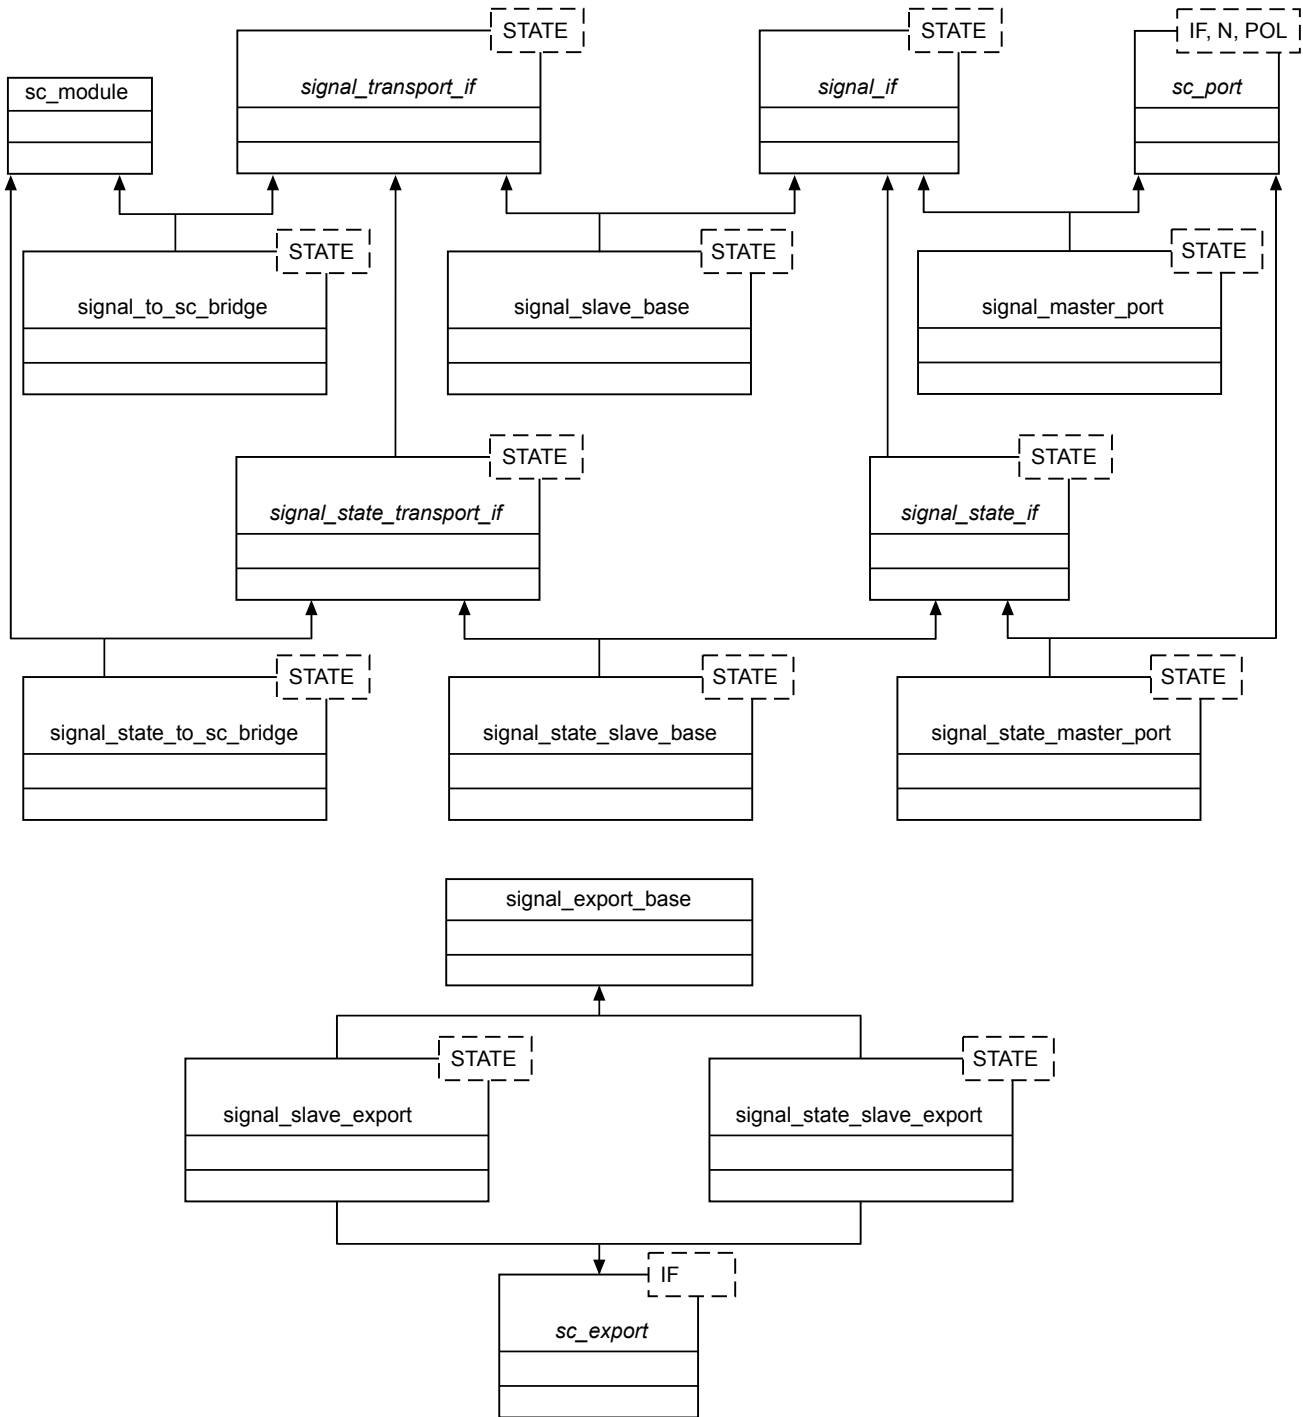 STATE
STATE
IF, N, POL
sc_module
signal_transport_if
signal_if
sc_port
STATE
STATE
STATE
signal_to_sc_bridge
signal_slave_base
signal_master_port
STATE
STATE
signal_state_transport_if
signal_state_if
STATE
STATE
STATE
signal_state_to_sc_bridge
signal_state_slave_base
signal_state_master_port
signal_export_base
STATE
STATE
signal_slave_export
signal_state_slave_export
IF
sc_export